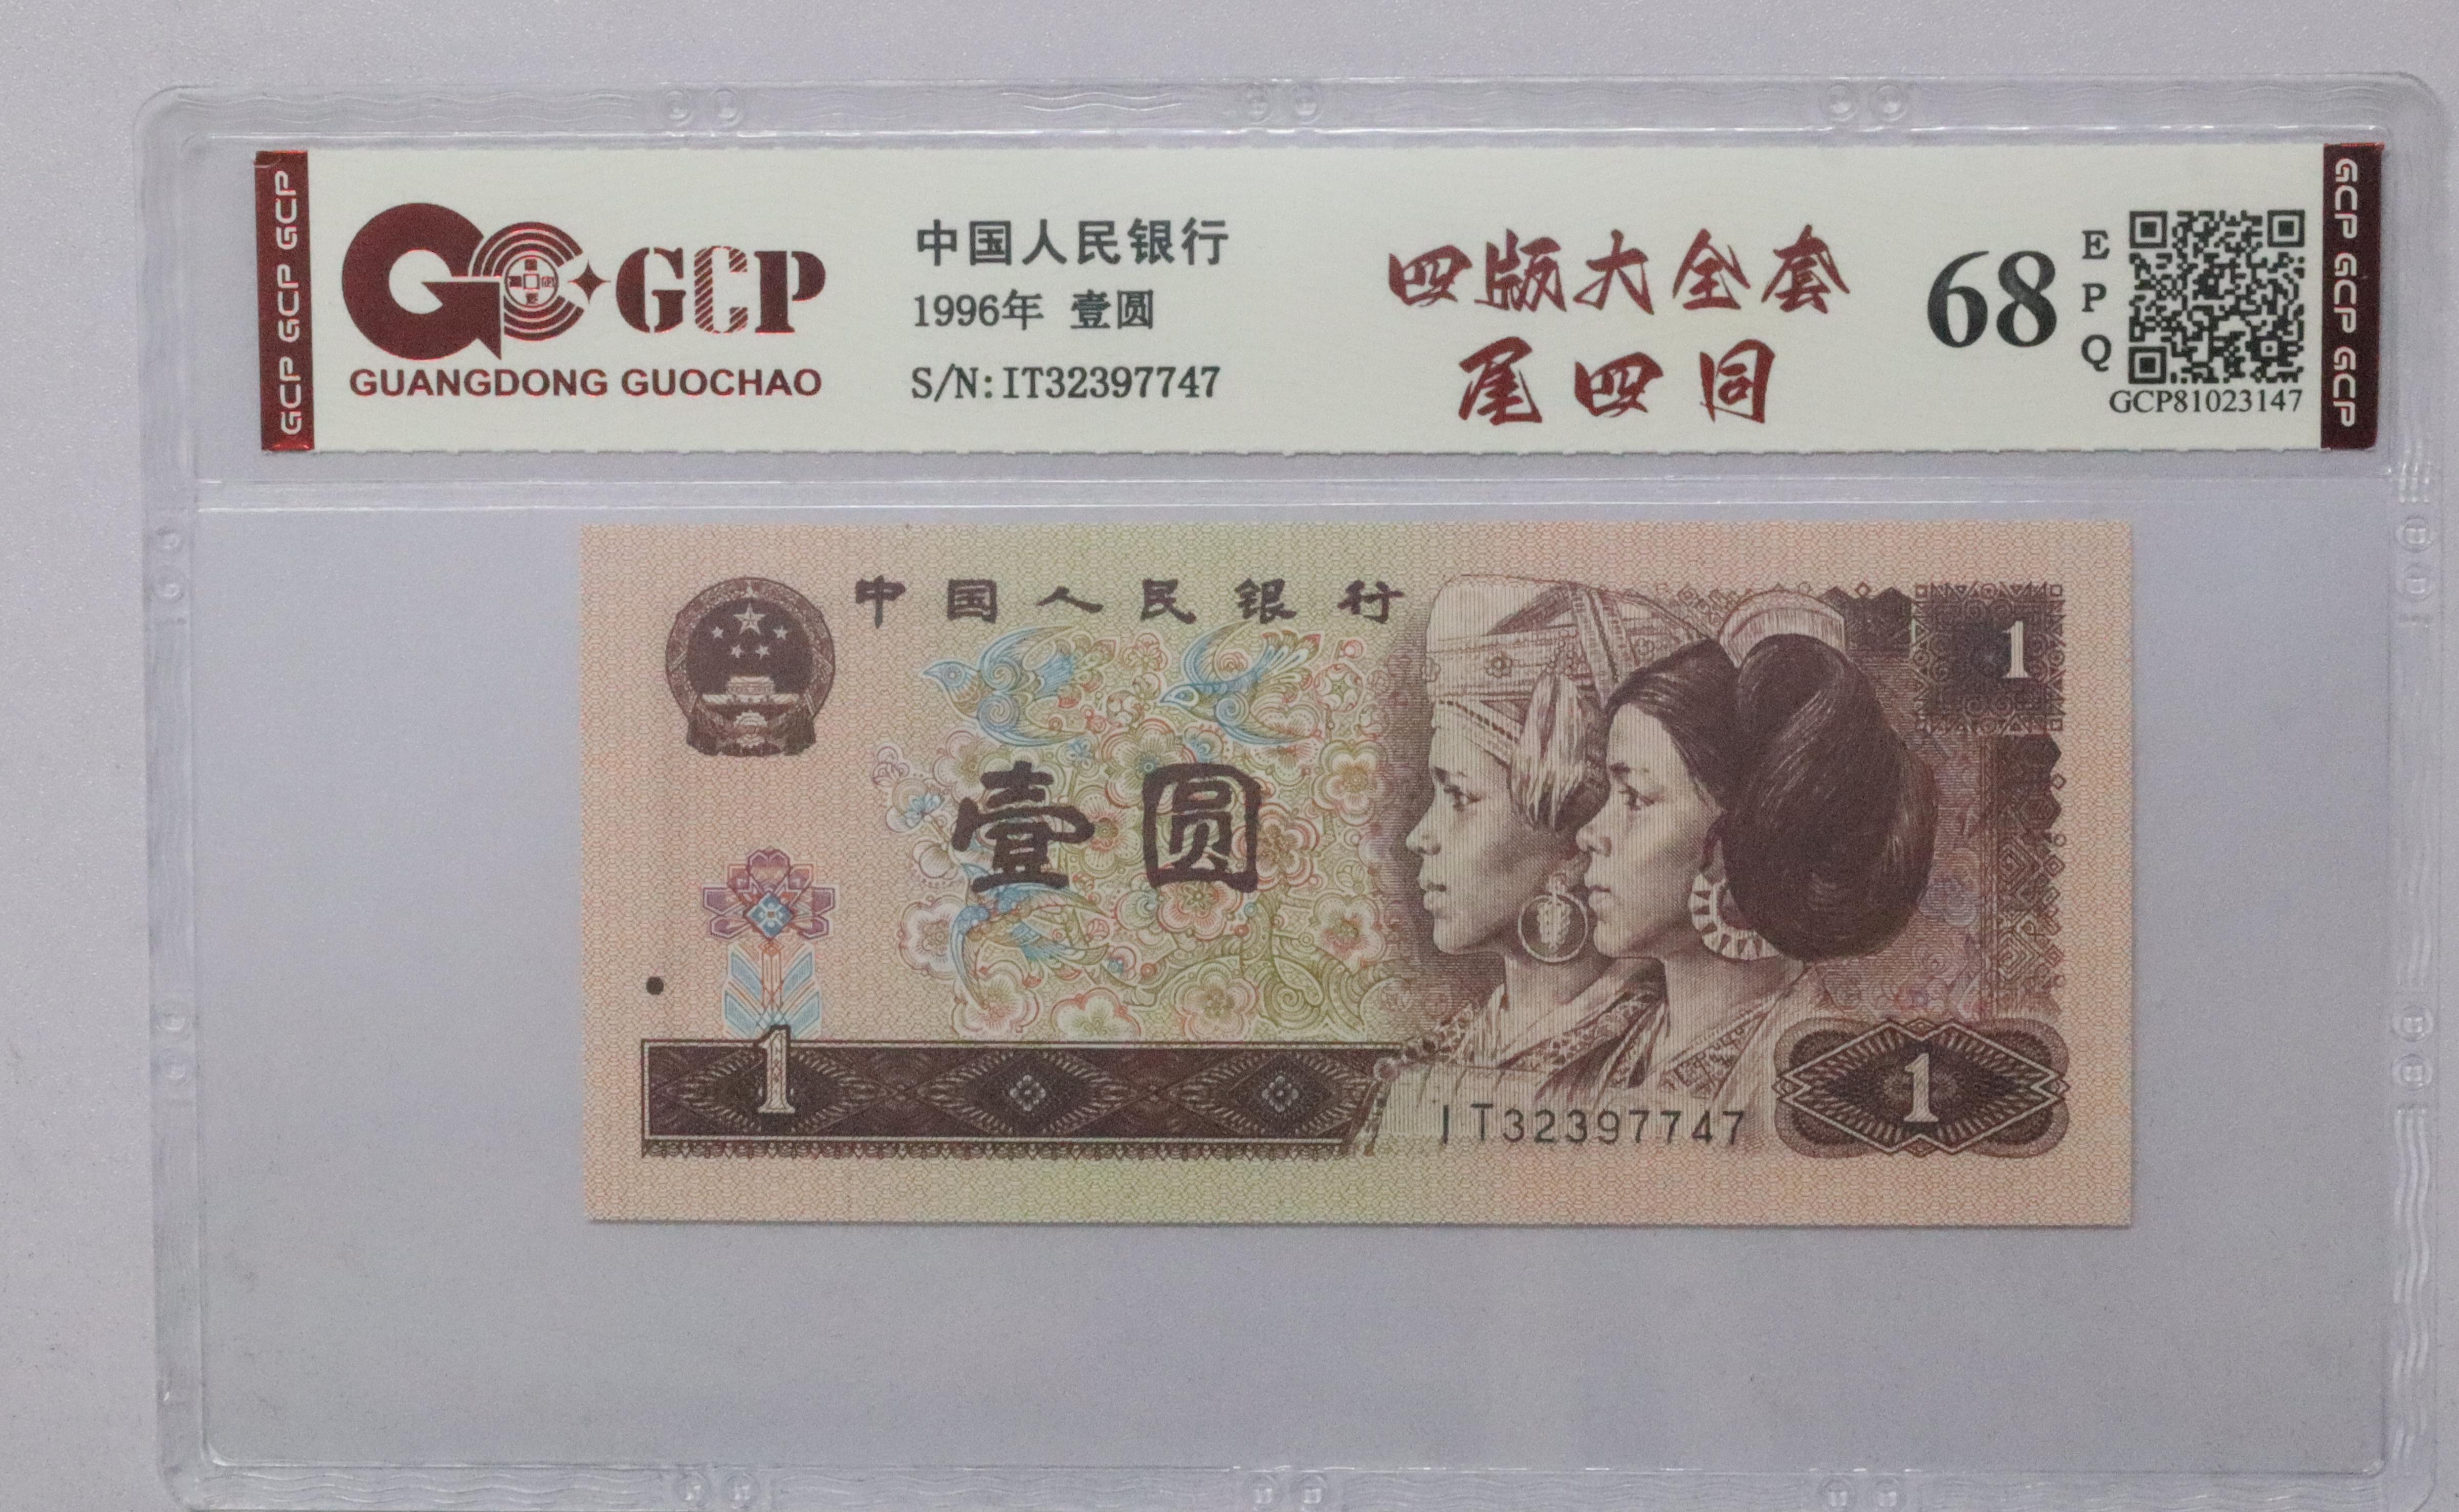 GCP GCP GCP
GCP
GUANGDONG GUOCHAO
中国人民银行
1996年 壹圆
S/N: IT32397747
四版大全套
尾四同
68
EPQ
GCP81023147
GCP GCP GCP
中国人民银行
1
壹圆
1
IT32397747
1